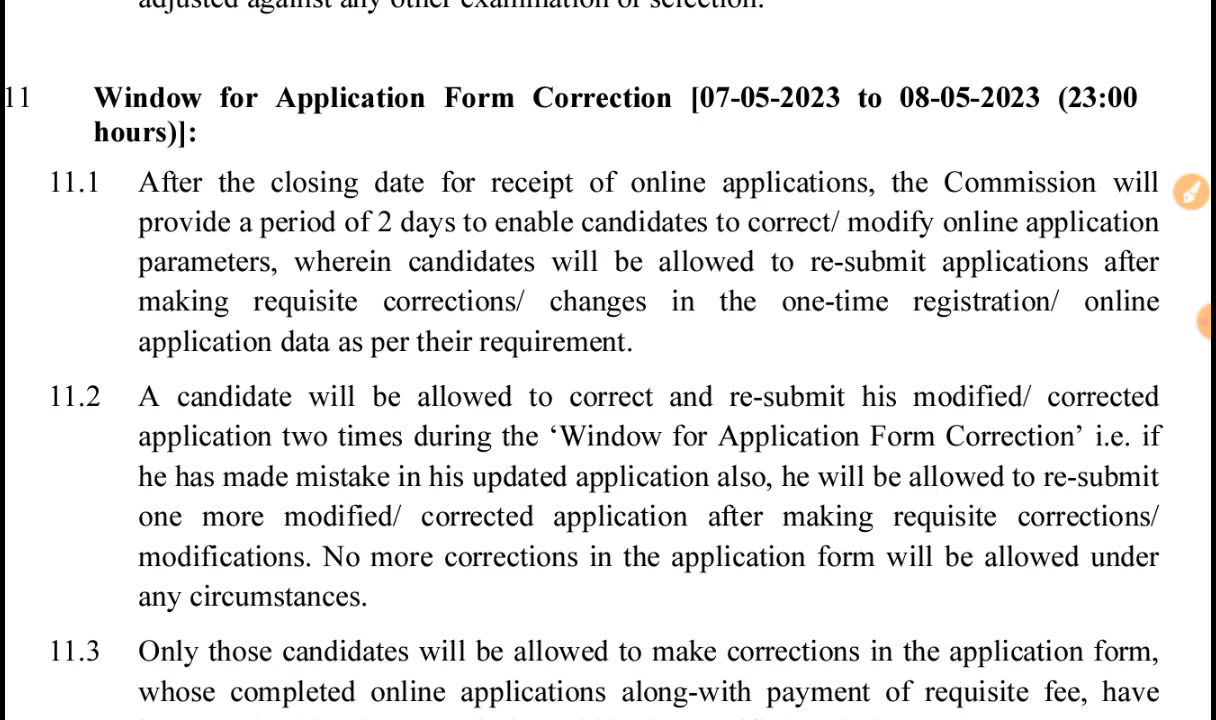 adjusted against any other examination or selection.
11 Window for Application Form Correction [07-05-2023 to 08-05-2023 (23:00
hours)]:
11.1 After the closing date for receipt of online applications, the Commission will
provide a period of 2 days to enable candidates to correct/ modify online application
parameters, wherein candidates will be allowed to re-submit applications after
making requisite corrections/ changes in the one-time registration/ online
application data as per their requirement.
11.2 A candidate will be allowed to correct and re-submit his modified/ corrected
application two times during the ‘Window for Application Form Correction’ i.e. if
he has made mistake in his updated application also, he will be allowed to re-submit
one more modified/ corrected application after making requisite corrections/
modifications. No more corrections in the application form will be allowed under
any circumstances.
11.3 Only those candidates will be allowed to make corrections in the application form,
whose completed online applications along-with payment of requisite fee, have